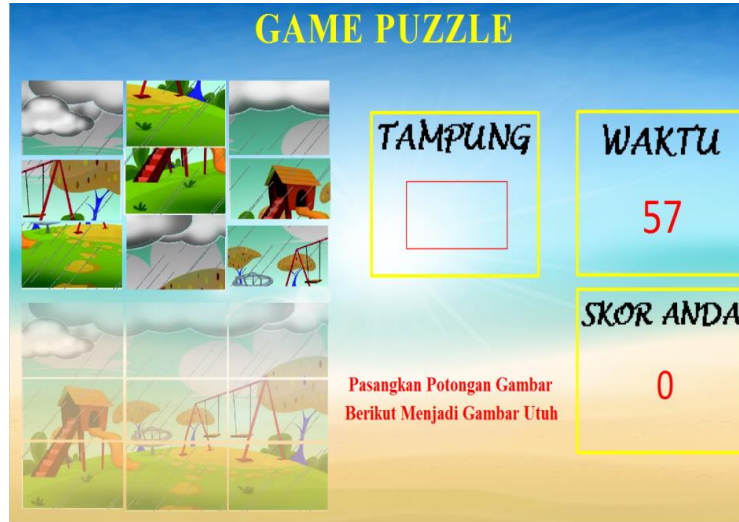 GAME PUZZLE
TAMPUNG
WAKTU
57
SKOR ANDA
0
Pasangkan Potongan Gambar
Berikut Menjadi Gambar Utuh